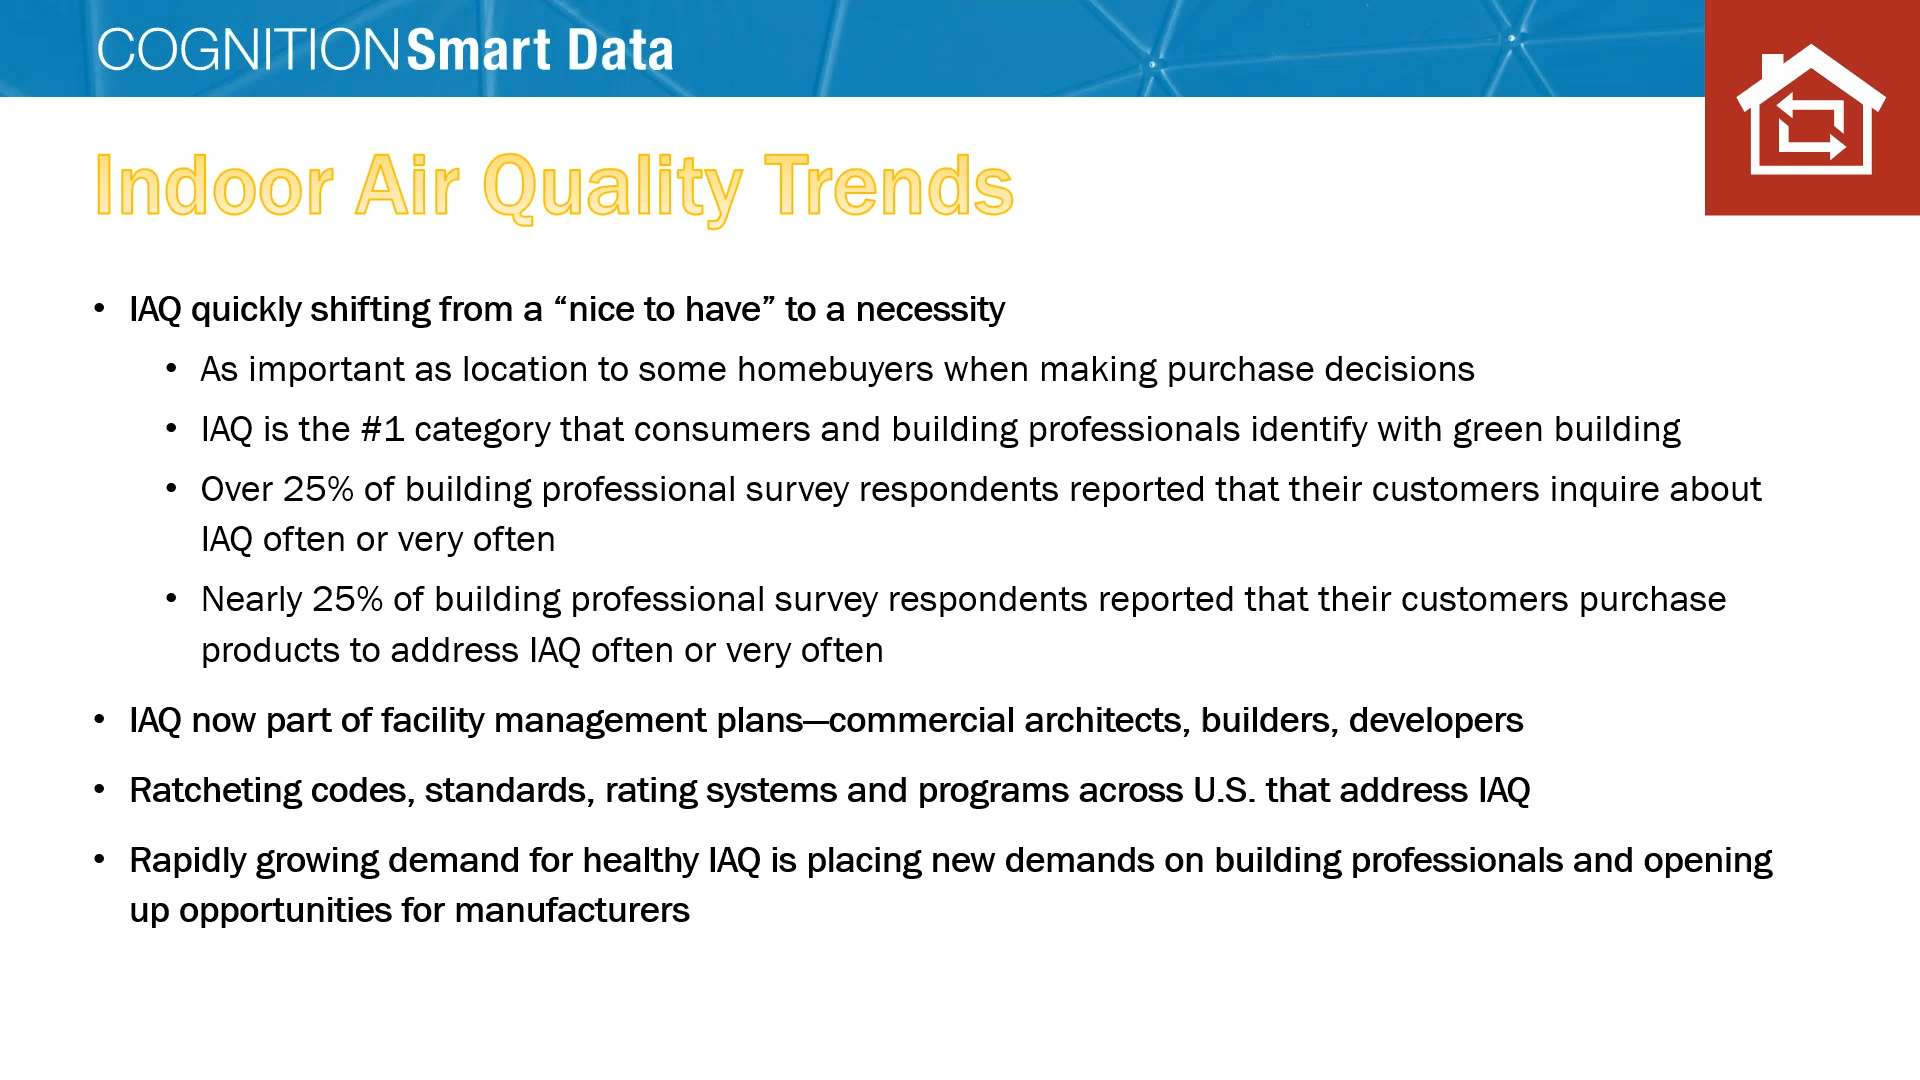 COGNITION Smart Data
Indoor Air Quality Trends
• IAQ quickly shifting from a “nice to have” to a necessity
• As important as location to some homebuyers when making purchase decisions
• IAQ is the #1 category that consumers and building professionals identify with green building
• Over 25% of building professional survey respondents reported that their customers inquire about
IAQ often or very often
• Nearly 25% of building professional survey respondents reported that their customers purchase
products to address IAQ often or very often
• IAQ now part of facility management plans—commercial architects, builders, developers
• Ratcheting codes, standards, rating systems and programs across U.S. that address IAQ
• Rapidly growing demand for healthy IAQ is placing new demands on building professionals and opening
up opportunities for manufacturers